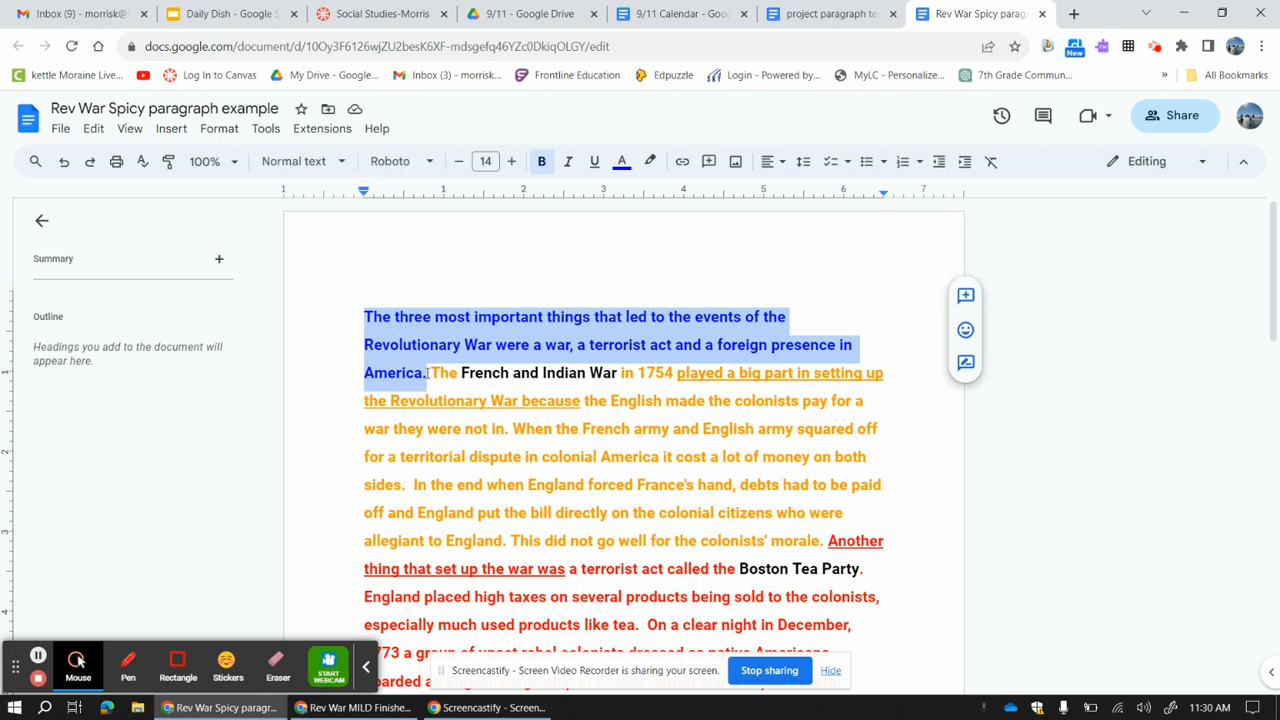 Inbox (9) - morrisk@
Daily Dish - Google S
Social Studies-Morris
9/11 - Google Drive
9/11 Calendar - Goog
project paragraph te
Rev War Spicy parag
docs.google.com/document/d/10Oy3F6126wjZU2besK6XF-mdsgefq46YZc0DkiqOLGY/edit
New
kettle Moraine Live...
Log In to Canvas
My Drive - Google...
Inbox (3) - morrisk...
Frontline Education
Edpuzzle
Login - Powered by...
MyLC - Personalize...
7th Grade Commun...
All Bookmarks
Rev War Spicy paragraph example
File Edit View Insert Format Tools Extensions Help
Share
100%
Normal text
Roboto
14
B I U A
Editing
1 1 2 3 4 5 6 7
Summary
Outline
Headings you add to the document will
appear here.
The three most important things that led to the events of the
Revolutionary War were a war, a terrorist act and a foreign presence in
America. The French and Indian War in 1754 played a big part in setting up
the Revolutionary War because the English made the colonists pay for a
war they were not in. When the French army and English army squared off
for a territorial dispute in colonial America it cost a lot of money on both
sides.  In the end when England forced France's hand, debts had to be paid
off and England put the bill directly on the colonial citizens who were
allegiant to England. This did not go well for the colonists' morale. Another
thing that set up the war was a terrorist act called the Boston Tea Party.
England placed high taxes on several products being sold to the colonists,
especially much used products like tea.  On a clear night in December,
1 2 3 4
Mouse
Pen
Rectangle
Stickers
Eraser
START
WEBCAM
Screencastify - Screen Video Recorder is sharing your screen.
Stop sharing
Hide
Rev War Spicy paragr...
Rev War MILD Finishe...
Screencastify - Screen...
11:30 AM